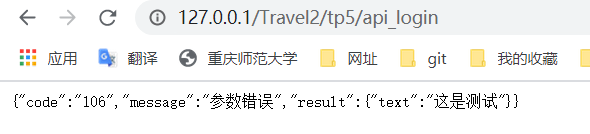 127.0.0.1/Travel2/tp5/api_login
应用 翻译 重庆师范大学 网址 git 我的收藏
{"code":"106","message":"参数错误","result":{"text":"这是测试"}}